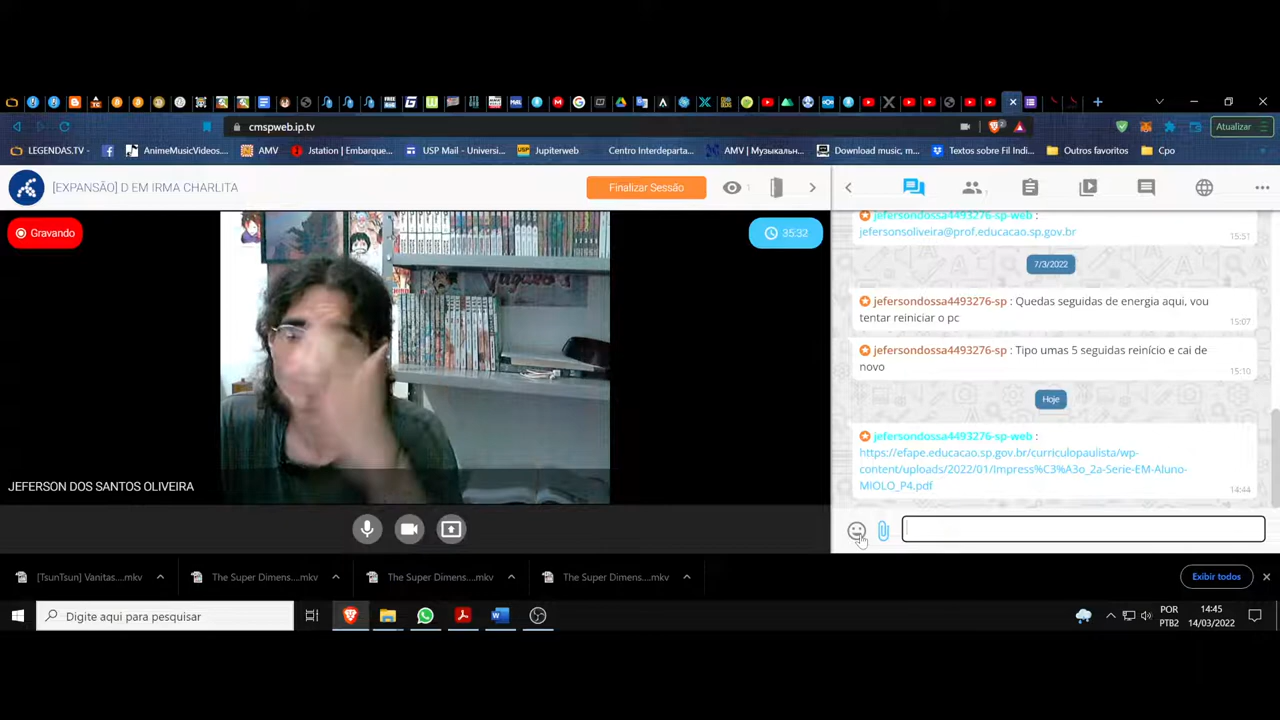 cmspweb.ip.tv
Atualizar
LEGENDAS.TV
AnimeMusicVideos...
AMV
Jstation | Embarque...
USP Mail - Universi...
Jupiterweb
Centro Interdeparta...
AMV | Музыкальн...
Download music, m...
Textos sobre Fil Indi...
Outros favoritos
Cpo
[EXPANSÃO] D EM IRMA CHARLITA
Finalizar Sessão
1
1
Gravando
35:32
JEFERSON DOS SANTOS OLIVEIRA
jefersondossa4493276-sp-web :
jefersonsoliveira@prof.educacao.sp.gov.br
15:51
7/3/2022
jefersondossa4493276-sp : Quedas seguidas de energia aqui, vou
tentar reiniciar o pc
15:07
jefersondossa4493276-sp : Tipo umas 5 seguidas reinício e cai de
novo
15:10
Hoje
jefersondossa4493276-sp-web :
https://efape.educacao.sp.gov.br/curriculopaulista/wp-
content/uploads/2022/01/Impress%C3%A3o_2a-Serie-EM-Aluno-
MIOLO_P4.pdf
14:44
[TsunTsun] Vanitas....mkv
The Super Dimens....mkv
The Super Dimens....mkv
The Super Dimens....mkv
Exibir todos
Digite aqui para pesquisar
POR
PTB2
14:45
14/03/2022